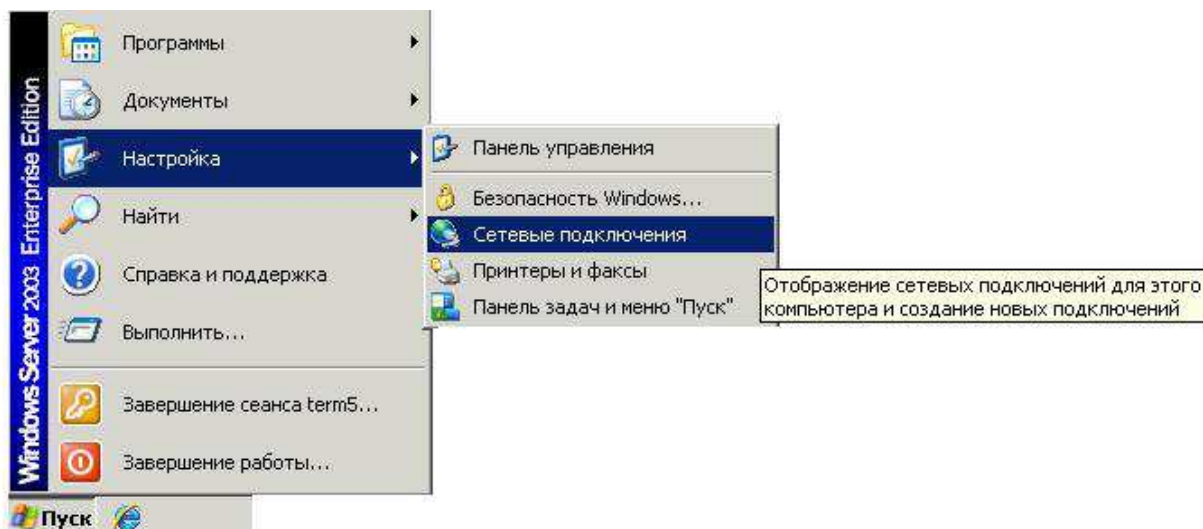 Windows Server 2003 Enterprise Edition
Программы
Документы
Настройка
Найти
Справка и поддержка
Выполнить...
Завершение сеанса term5...
Завершение работы...
Панель управления
Безопасность Windows...
Сетевые подключения
Принтеры и факсы
Панель задач и меню "Пуск"
Отображение сетевых подключений для этого
компьютера и создание новых подключений
Пуск